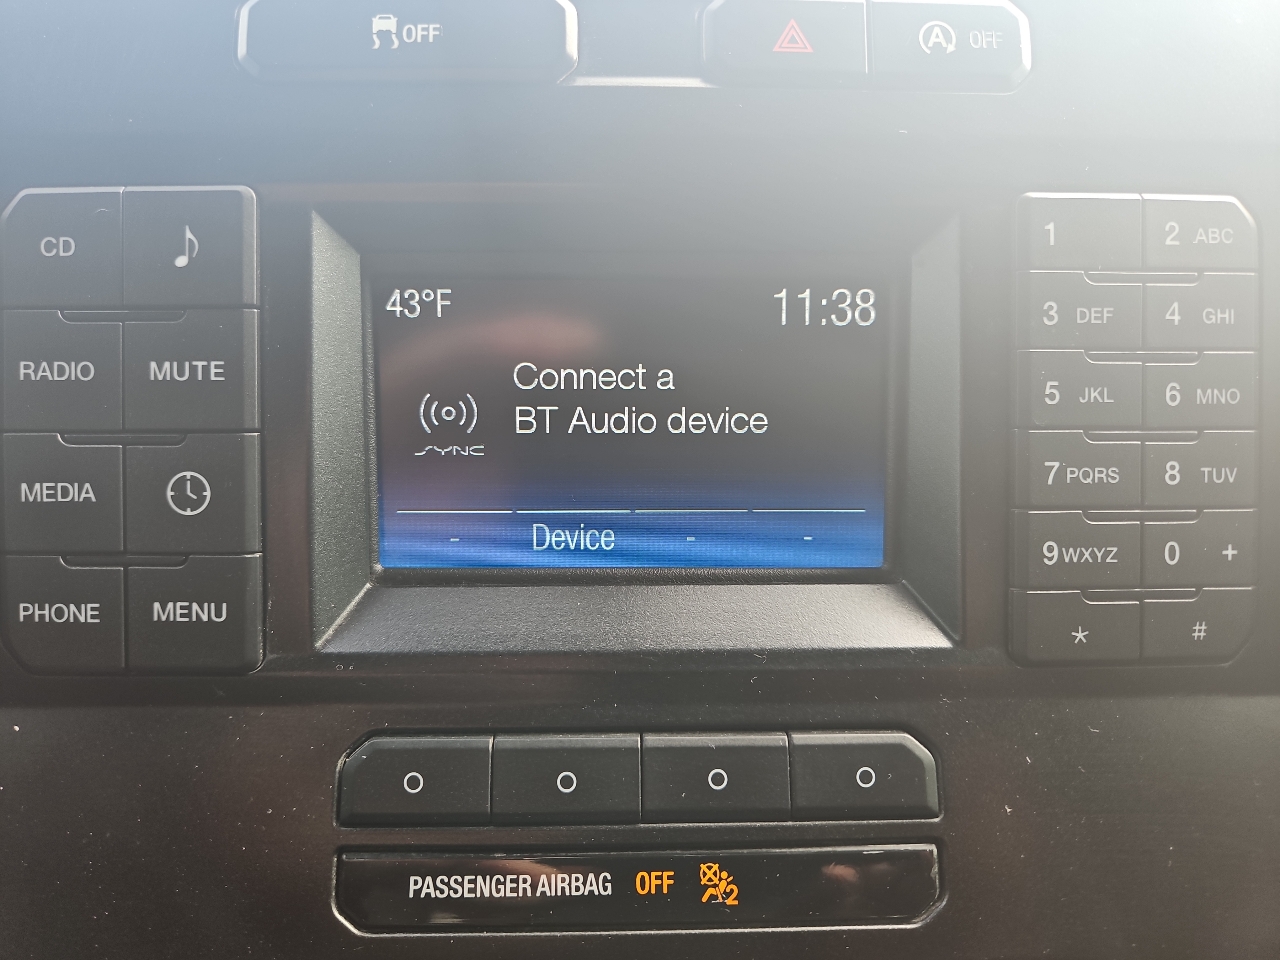 OFF
A OFF
CD
RADIO MUTE
MEDIA
PHONE MENU
43°F 11:38
Connect a
BT Audio device
SYNC
- Device - -
1 2 ABC
3 DEF 4 GHI
5 JKL 6 MNO
7 PQRS 8 TUV
9 WXYZ 0 +
* #
PASSENGER AIRBAG OFF 2